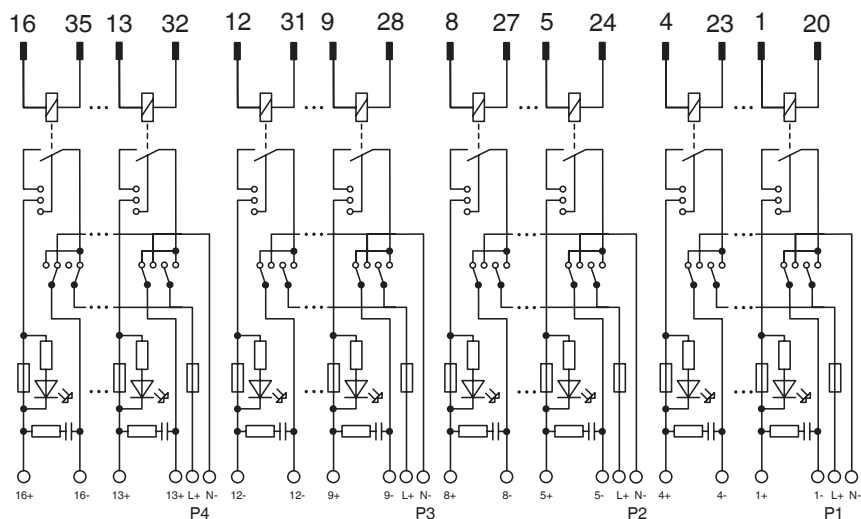 16 35 13 32 12 31 9 28 8 27 5 24 4 23 1 20
16+ 16- 13+ 13+ L+ N- 12- 12- 9+ 9- L+ N- 8+ 8- 5+ 5- L+ N- 4+ 4- 1+ 1- L+ N-
P4 P3 P2 P1